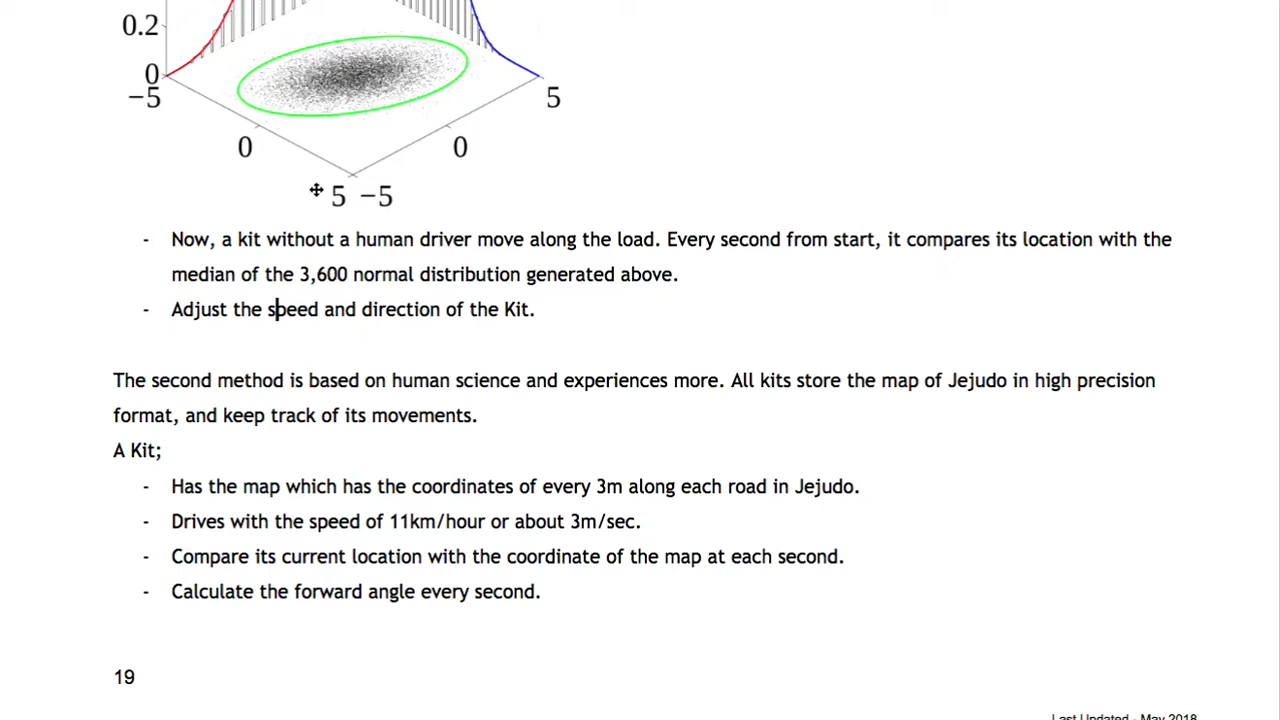 0.2
0
−5
5
0
0
5 −5
- Now, a kit without a human driver move along the load. Every second from start, it compares its location with the
median of the 3,600 normal distribution generated above.
- Adjust the speed and direction of the Kit.
The second method is based on human science and experiences more. All kits store the map of Jejudo in high precision
format, and keep track of its movements.
A Kit;
- Has the map which has the coordinates of every 3m along each road in Jejudo.
- Drives with the speed of 11km/hour or about 3m/sec.
- Compare its current location with the coordinate of the map at each second.
- Calculate the forward angle every second.
19
Last Updated - May 2018